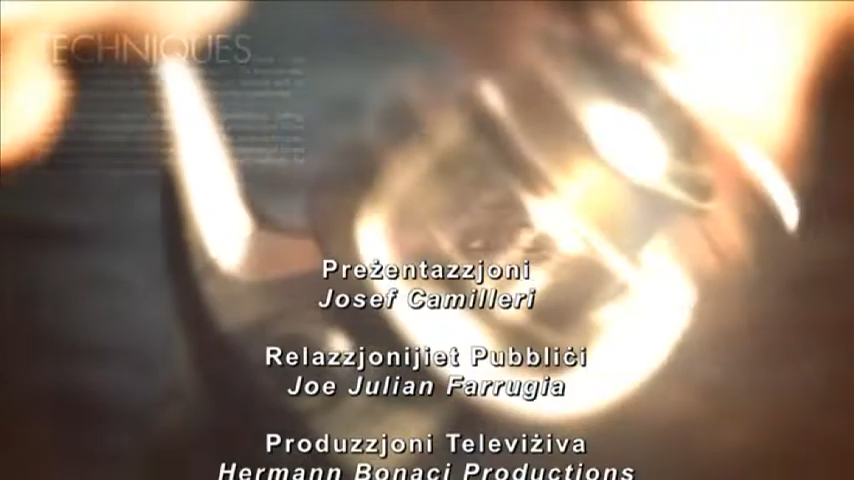 TECHNIQUES
Preżentazzjoni
Josef Camilleri
Relazzjonijiet Pubbliċi
Joe Julian Farrugia
Produzzjoni Televiżiva
Hermann Bonaci Productions